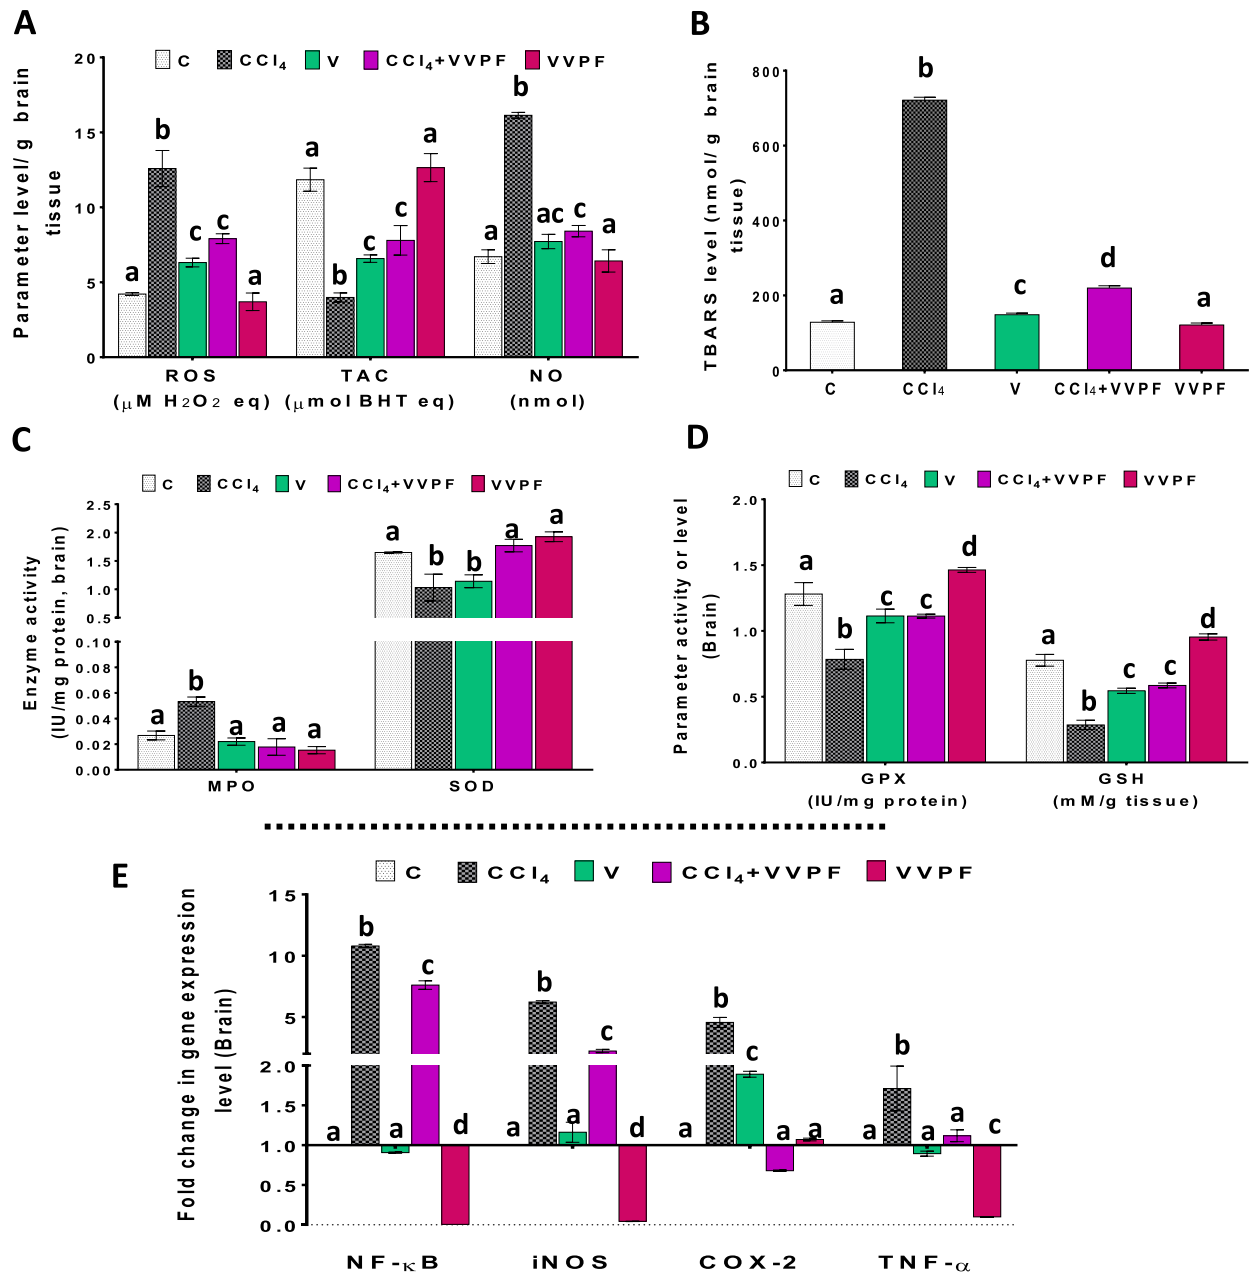 A
C CCl₄ V CCl₄+VVPF VVPF
Parameter level/ g brain
tissue
20
15
10
5
0
a b c c a
a b c c a
a b ac c a
ROS TAC NO
(μM H₂O₂ eq) (μmol BHT eq) (nmol)
B
TBARS level (nmol/ g brain
tissue)
800
600
400
200
0
a b c d a
C CCl₄ V CCl₄+VVPF VVPF
C
C CCl₄ V CCl₄+VVPF VVPF
Enzyme activity
(IU/mg protein, brain)
2.5
2.0
1.5
1.0
0.5
0.10
0.08
0.06
0.04
0.02
0.00
a b a a a
a b b a a
MPO SOD
D
C CCl₄ V CCl₄+VVPF VVPF
Parameter activity or level
(Brain)
2.0
1.5
1.0
0.5
0.0
a b c c d
a b c c d
GPX GSH
(IU/mg protein) (mM/g tissue)
E
C CCl₄ V CCl₄+VVPF VVPF
Fold change in gene expression
level (Brain)
15
10
5
2.0
1.5
1.0
0.5
0.0
a b a c d
a b a c d
a b c a a
a b a a c
NF-κB iNOS COX-2 TNF-α